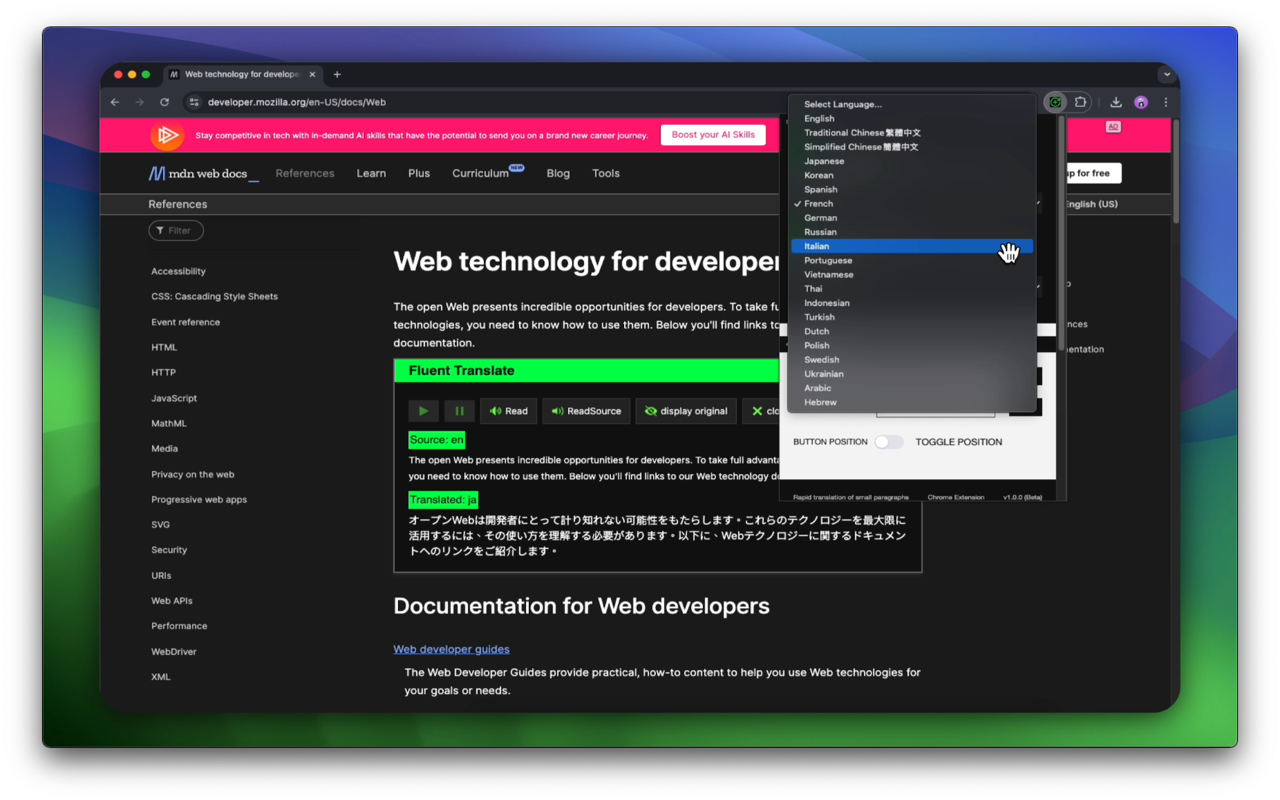 Web technology for develope
developer.mozilla.org/en-US/docs/Web
Stay competitive in tech with in-demand AI skills that have the potential to send you on a brand new career journey.
Boost your AI Skills
AD
mdn web docs
References
Learn
Plus
Curriculum
NEW
Blog
Tools
up for free
References
English (US)
Filter
Accessibility
CSS: Cascading Style Sheets
Event reference
HTML
HTTP
JavaScript
MathML
Media
Privacy on the web
Progressive web apps
SVG
Security
URIs
Web APIs
Performance
WebDriver
XML
Web technology for developer
The open Web presents incredible opportunities for developers. To take fu
technologies, you need to know how to use them. Below you'll find links to
documentation.
Fluent Translate
Read
ReadSource
display original
clo
Source: en
The open Web presents incredible opportunities for developers. To take full advanta
you need to know how to use them. Below you'll find links to our Web technology d
Translated: ja
オープンWebは開発者にとって計り知れない可能性をもたらします。これらのテクノロジーを最大限に
活用するには、その使い方を理解する必要があります。以下に、Webテクノロジーに関するドキュメン
トへのリンクをご紹介します。
Documentation for Web developers
Web developer guides
The Web Developer Guides provide practical, how-to content to help you use Web technologies for
your goals or needs.
Select Language...
English
Traditional Chinese 繁體中文
Simplified Chinese 簡體中文
Japanese
Korean
Spanish
French
German
Russian
Italian
Portuguese
Vietnamese
Thai
Indonesian
Turkish
Dutch
Polish
Swedish
Ukrainian
Arabic
Hebrew
BUTTON POSITION
TOGGLE POSITION
Rapid translation of small paragraphs
Chrome Extension
v1.0.0 (Beta)
nces
entation